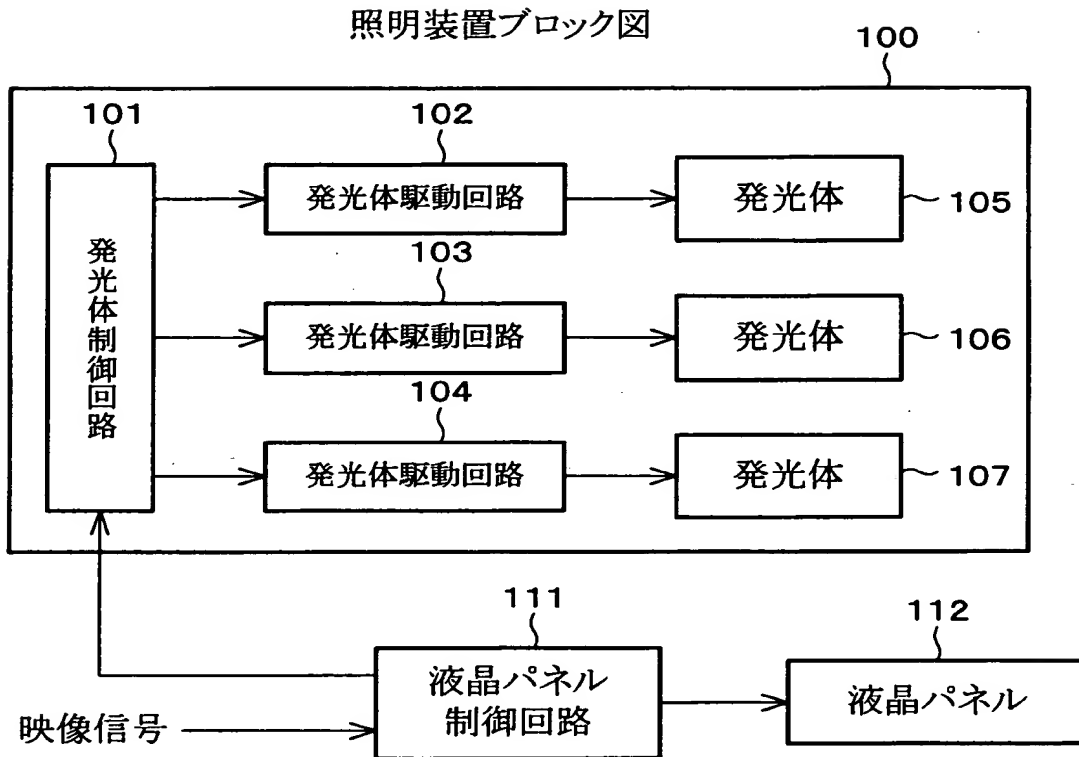 照明装置ブロック図
100
101
102
発光体制御回路
発光体駆動回路
発光体
105
103
発光体駆動回路
発光体
106
104
発光体駆動回路
発光体
107
111
112
液晶パネル
制御回路
液晶パネル
映像信号